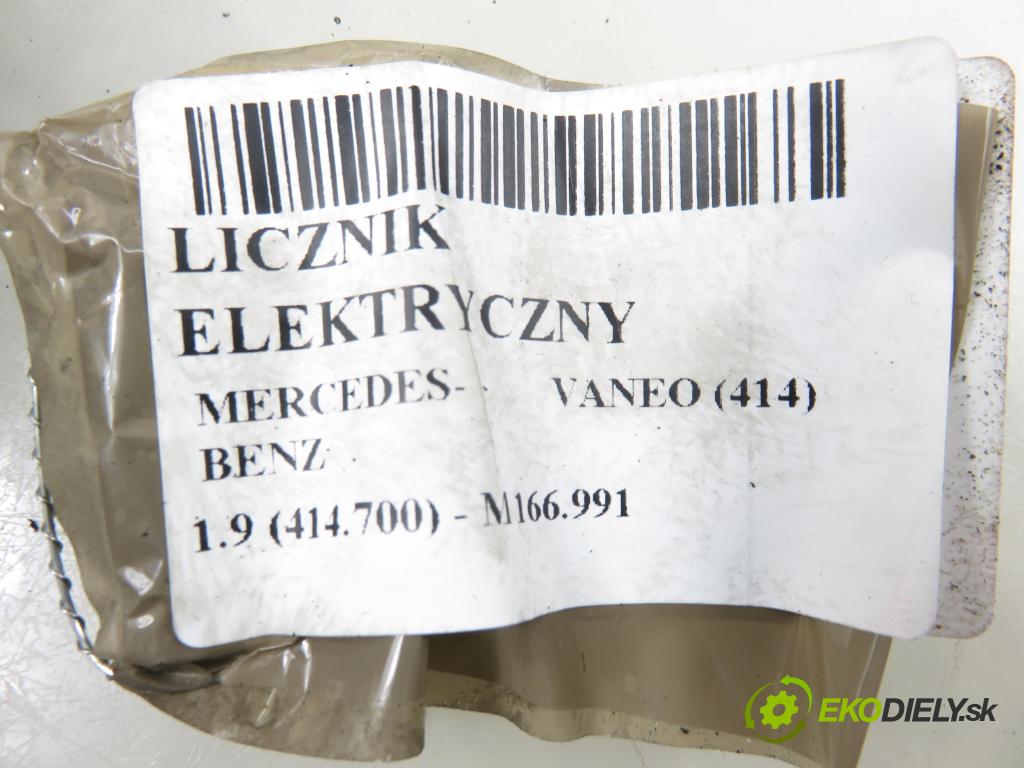 LICZNIK
ELEKTRYCZNY
MERCEDES- VANEO (414)
BENZ
1.9 (414.700) - M166.991
EKODIELY.sk